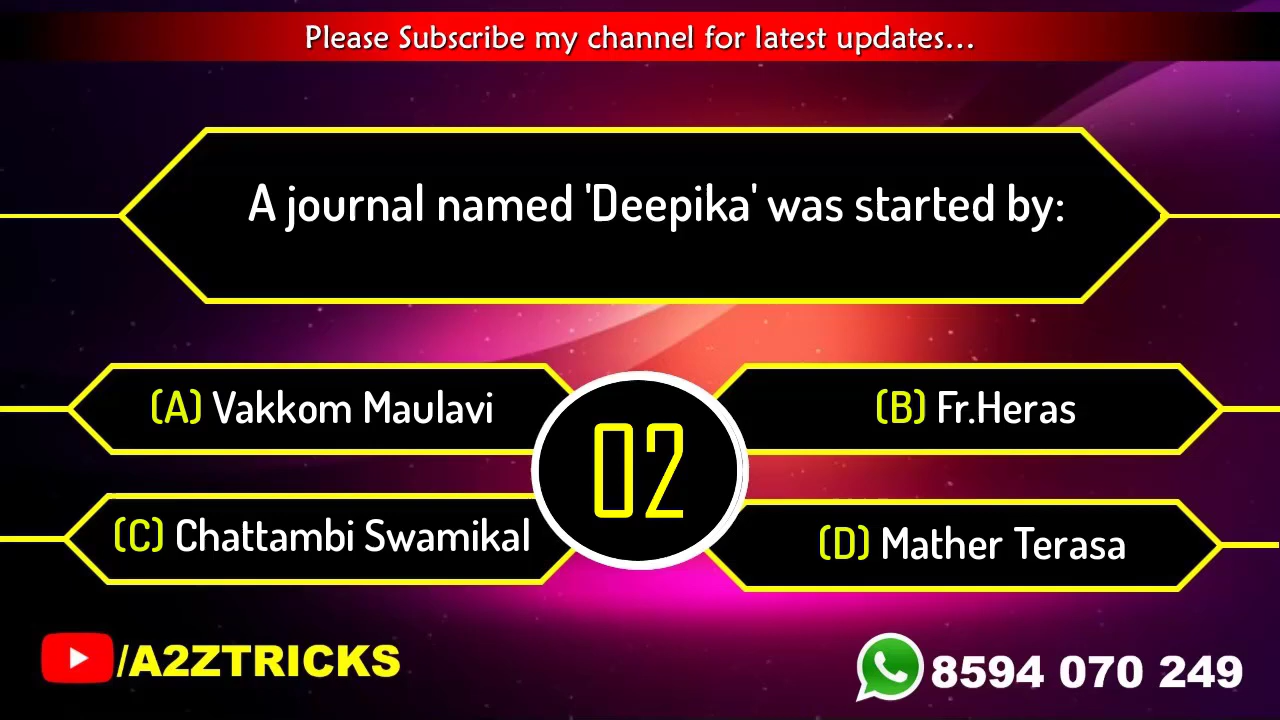 Please Subscribe my channel for latest updates...
A journal named 'Deepika' was started by:
(A) Vakkom Maulavi
(B) Fr.Heras
02
(C) Chattambi Swamikal
(D) Mather Terasa
/A2ZTRICKS
8594 070 249